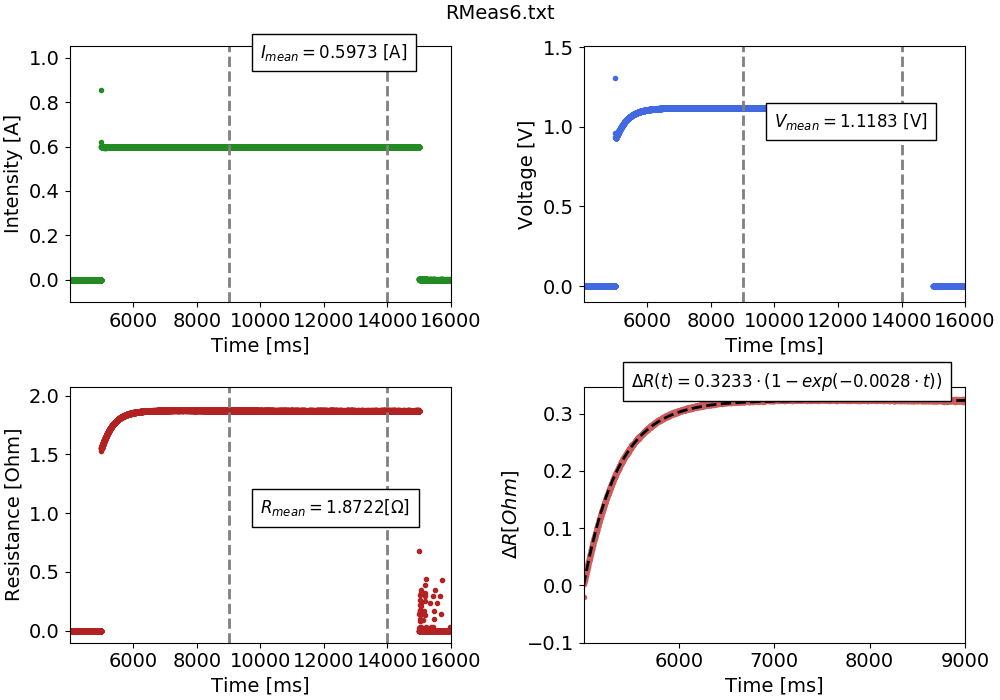 RMeas6.txt
I_mean = 0.5973 [A]
Intensity [A]
1.0
0.8
0.6
0.4
0.2
0.0
6000 8000 10000 12000 14000 16000
Time [ms]
V_mean = 1.1183 [V]
Voltage [V]
1.5
1.0
0.5
0.0
6000 8000 10000 12000 14000 16000
Time [ms]
R_mean = 1.8722[Ω]
Resistance [Ohm]
2.0
1.5
1.0
0.5
0.0
6000 8000 10000 12000 14000 16000
Time [ms]
ΔR(t) = 0.3233 · (1 − exp(−0.0028 · t))
ΔR[Ohm]
0.3
0.2
0.1
0.0
−0.1
6000 7000 8000 9000
Time [ms]